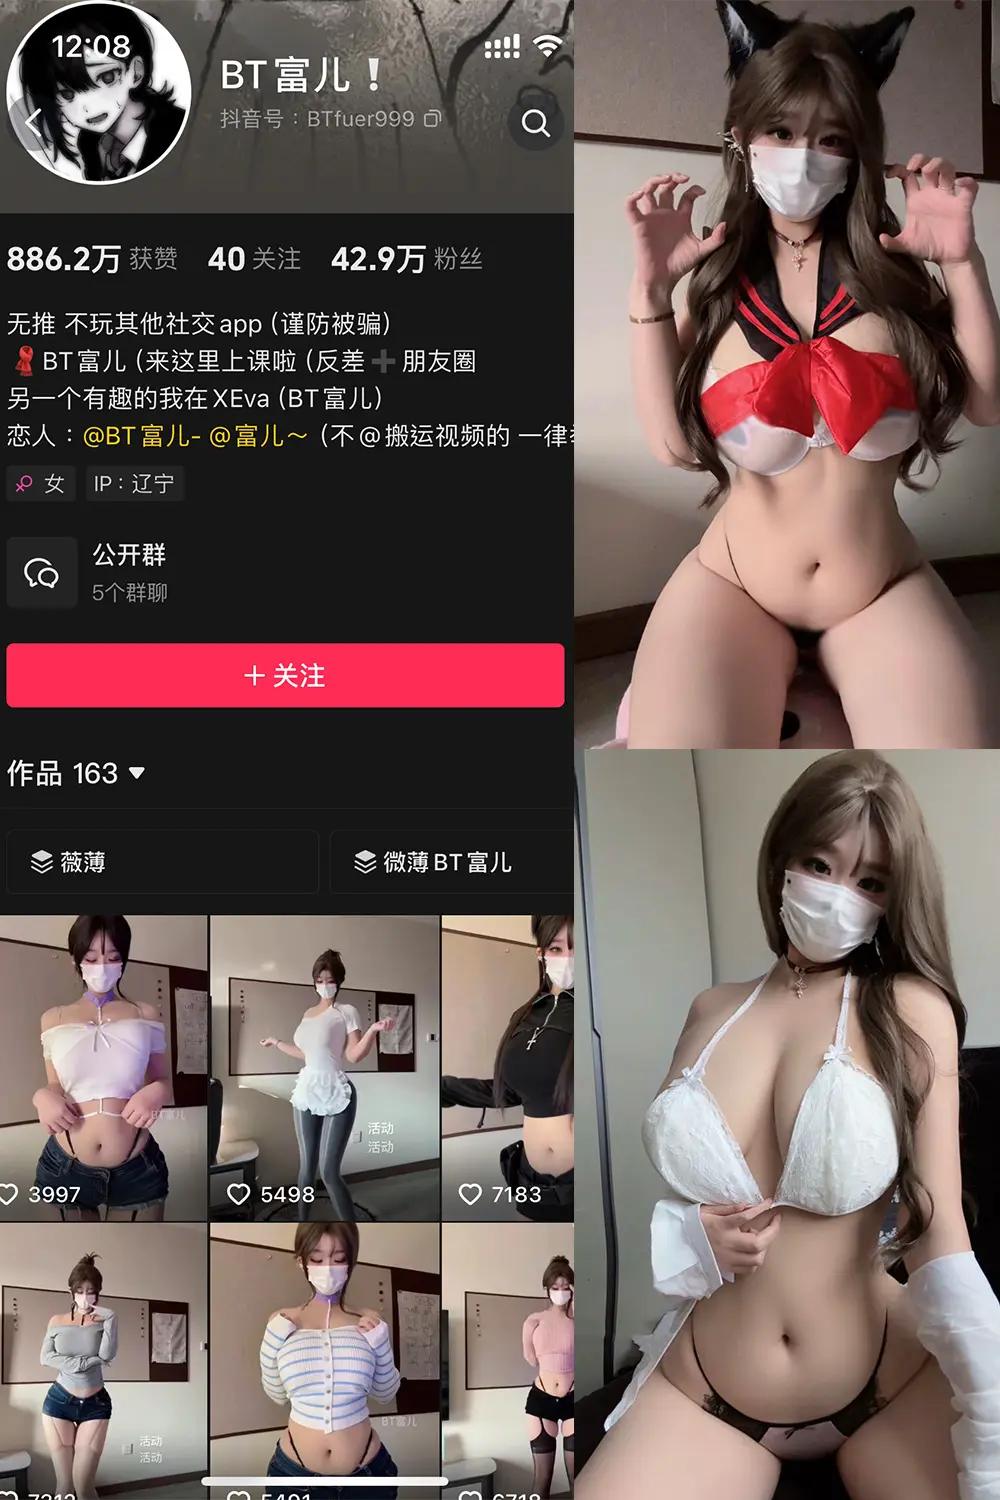 12:08
BT富儿❗
抖音号：BTfuer999
886.2万 获赞 40 关注 42.9万 粉丝
无推 不玩其他社交app（谨防被骗）
BT富儿（来这里上课啦（反差➕朋友圈
另一个有趣的我在XEva（BT富儿）
恋人：@BT富儿- @富儿～（不@搬运视频的 一律
女 IP：辽宁
公开群
5个群聊
＋关注
作品 163
薇薄
微薄BT富儿
BT富儿
活动
活动
3997
5498
7183
活动
活动
BT富儿
7312
5491
6718